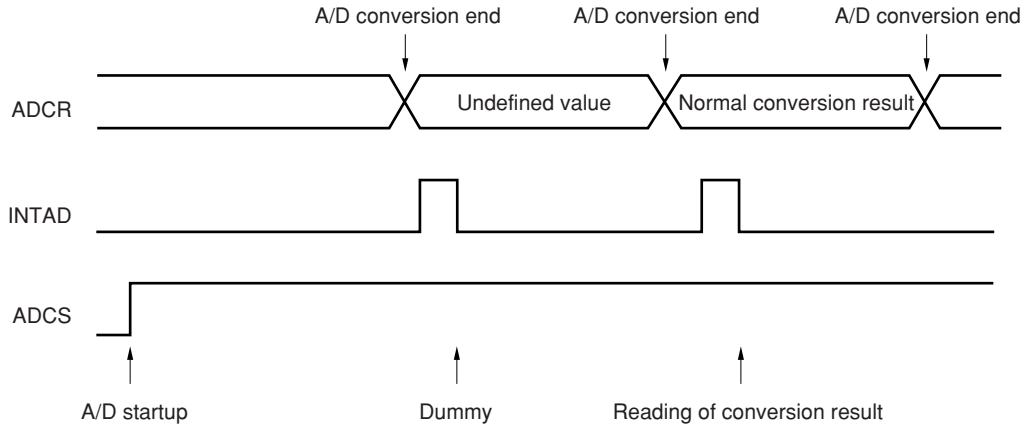 A/D conversion end A/D conversion end A/D conversion end
ADCR Undefined value Normal conversion result
INTAD
ADCS
A/D startup Dummy Reading of conversion result